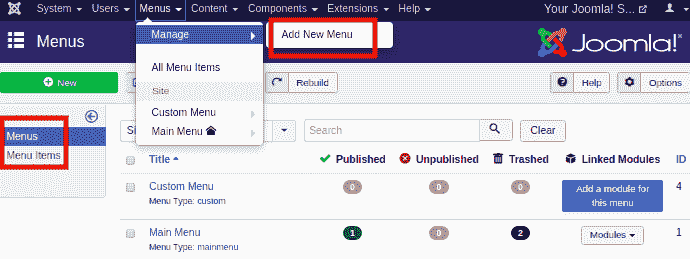 System Users Menus Content Components Extensions Help Your Joomla! S...
Menus Manage Add New Menu Joomla!
New All Menu Items Rebuild Help Options
Site
Menus Custom Menu Search Clear
Menu Items Main Menu
Title Published Unpublished Trashed Linked Modules ID
Custom Menu 0 0 0 Add a module for this menu 4
Menu Type: custom
Main Menu 1 0 2 Modules 1
Menu Type: mainmenu